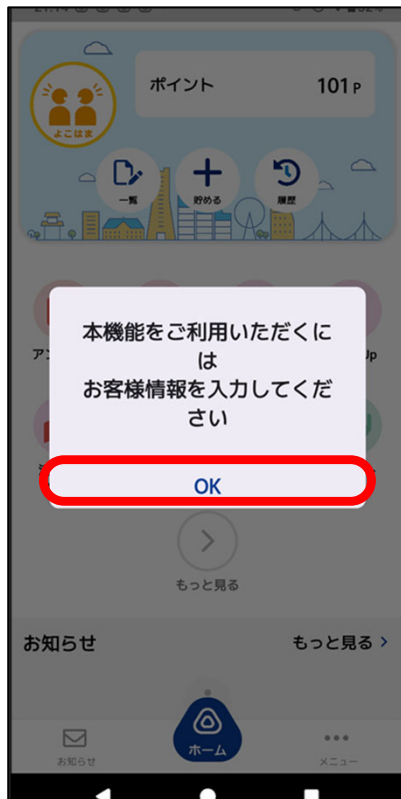 ポイント
101 P
よこはま
一覧
貯める
履歴
本機能をご利用いただくに
は
お客様情報を入力してくだ
さい
OK
もっと見る
お知らせ
もっと見る
お知らせ
ホーム
メニュー